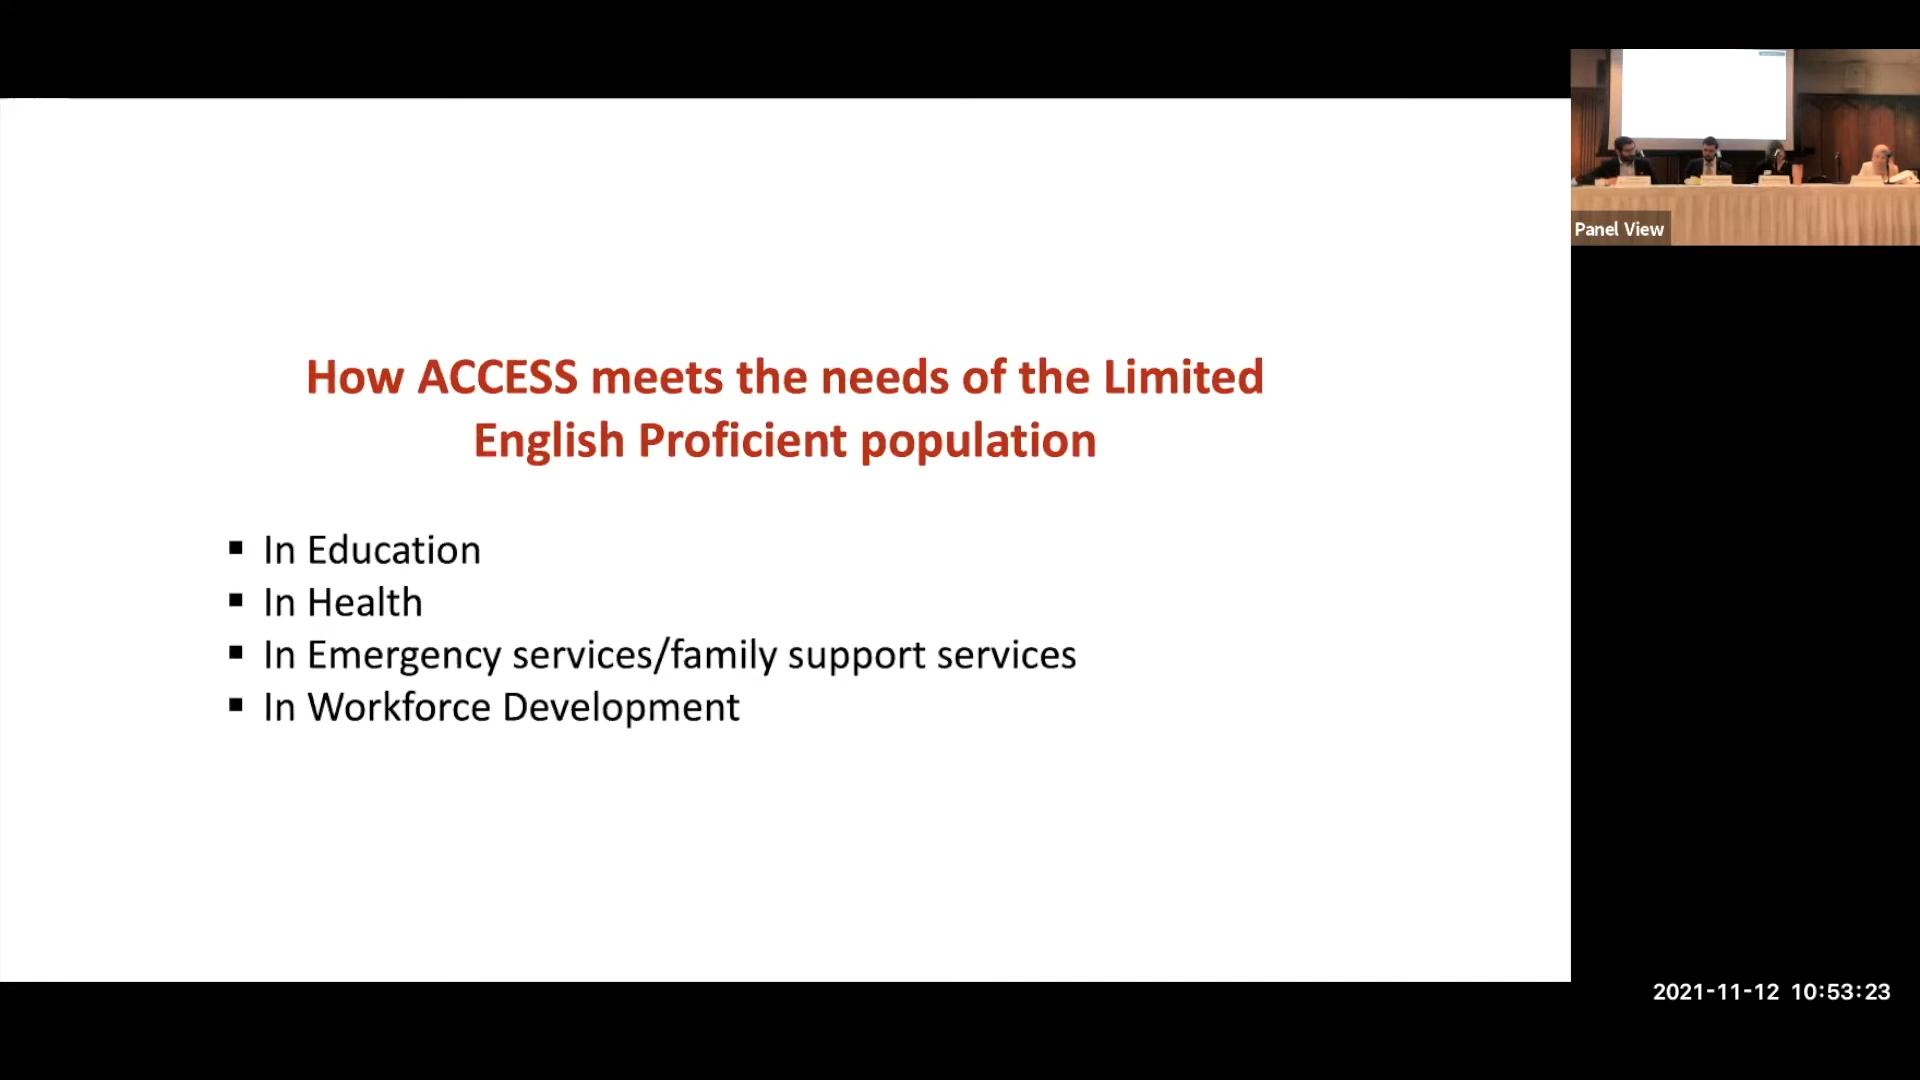 How ACCESS meets the needs of the Limited
English Proficient population
▪ In Education
▪ In Health
▪ In Emergency services/family support services
▪ In Workforce Development
Panel View
2021-11-12 10:53:23